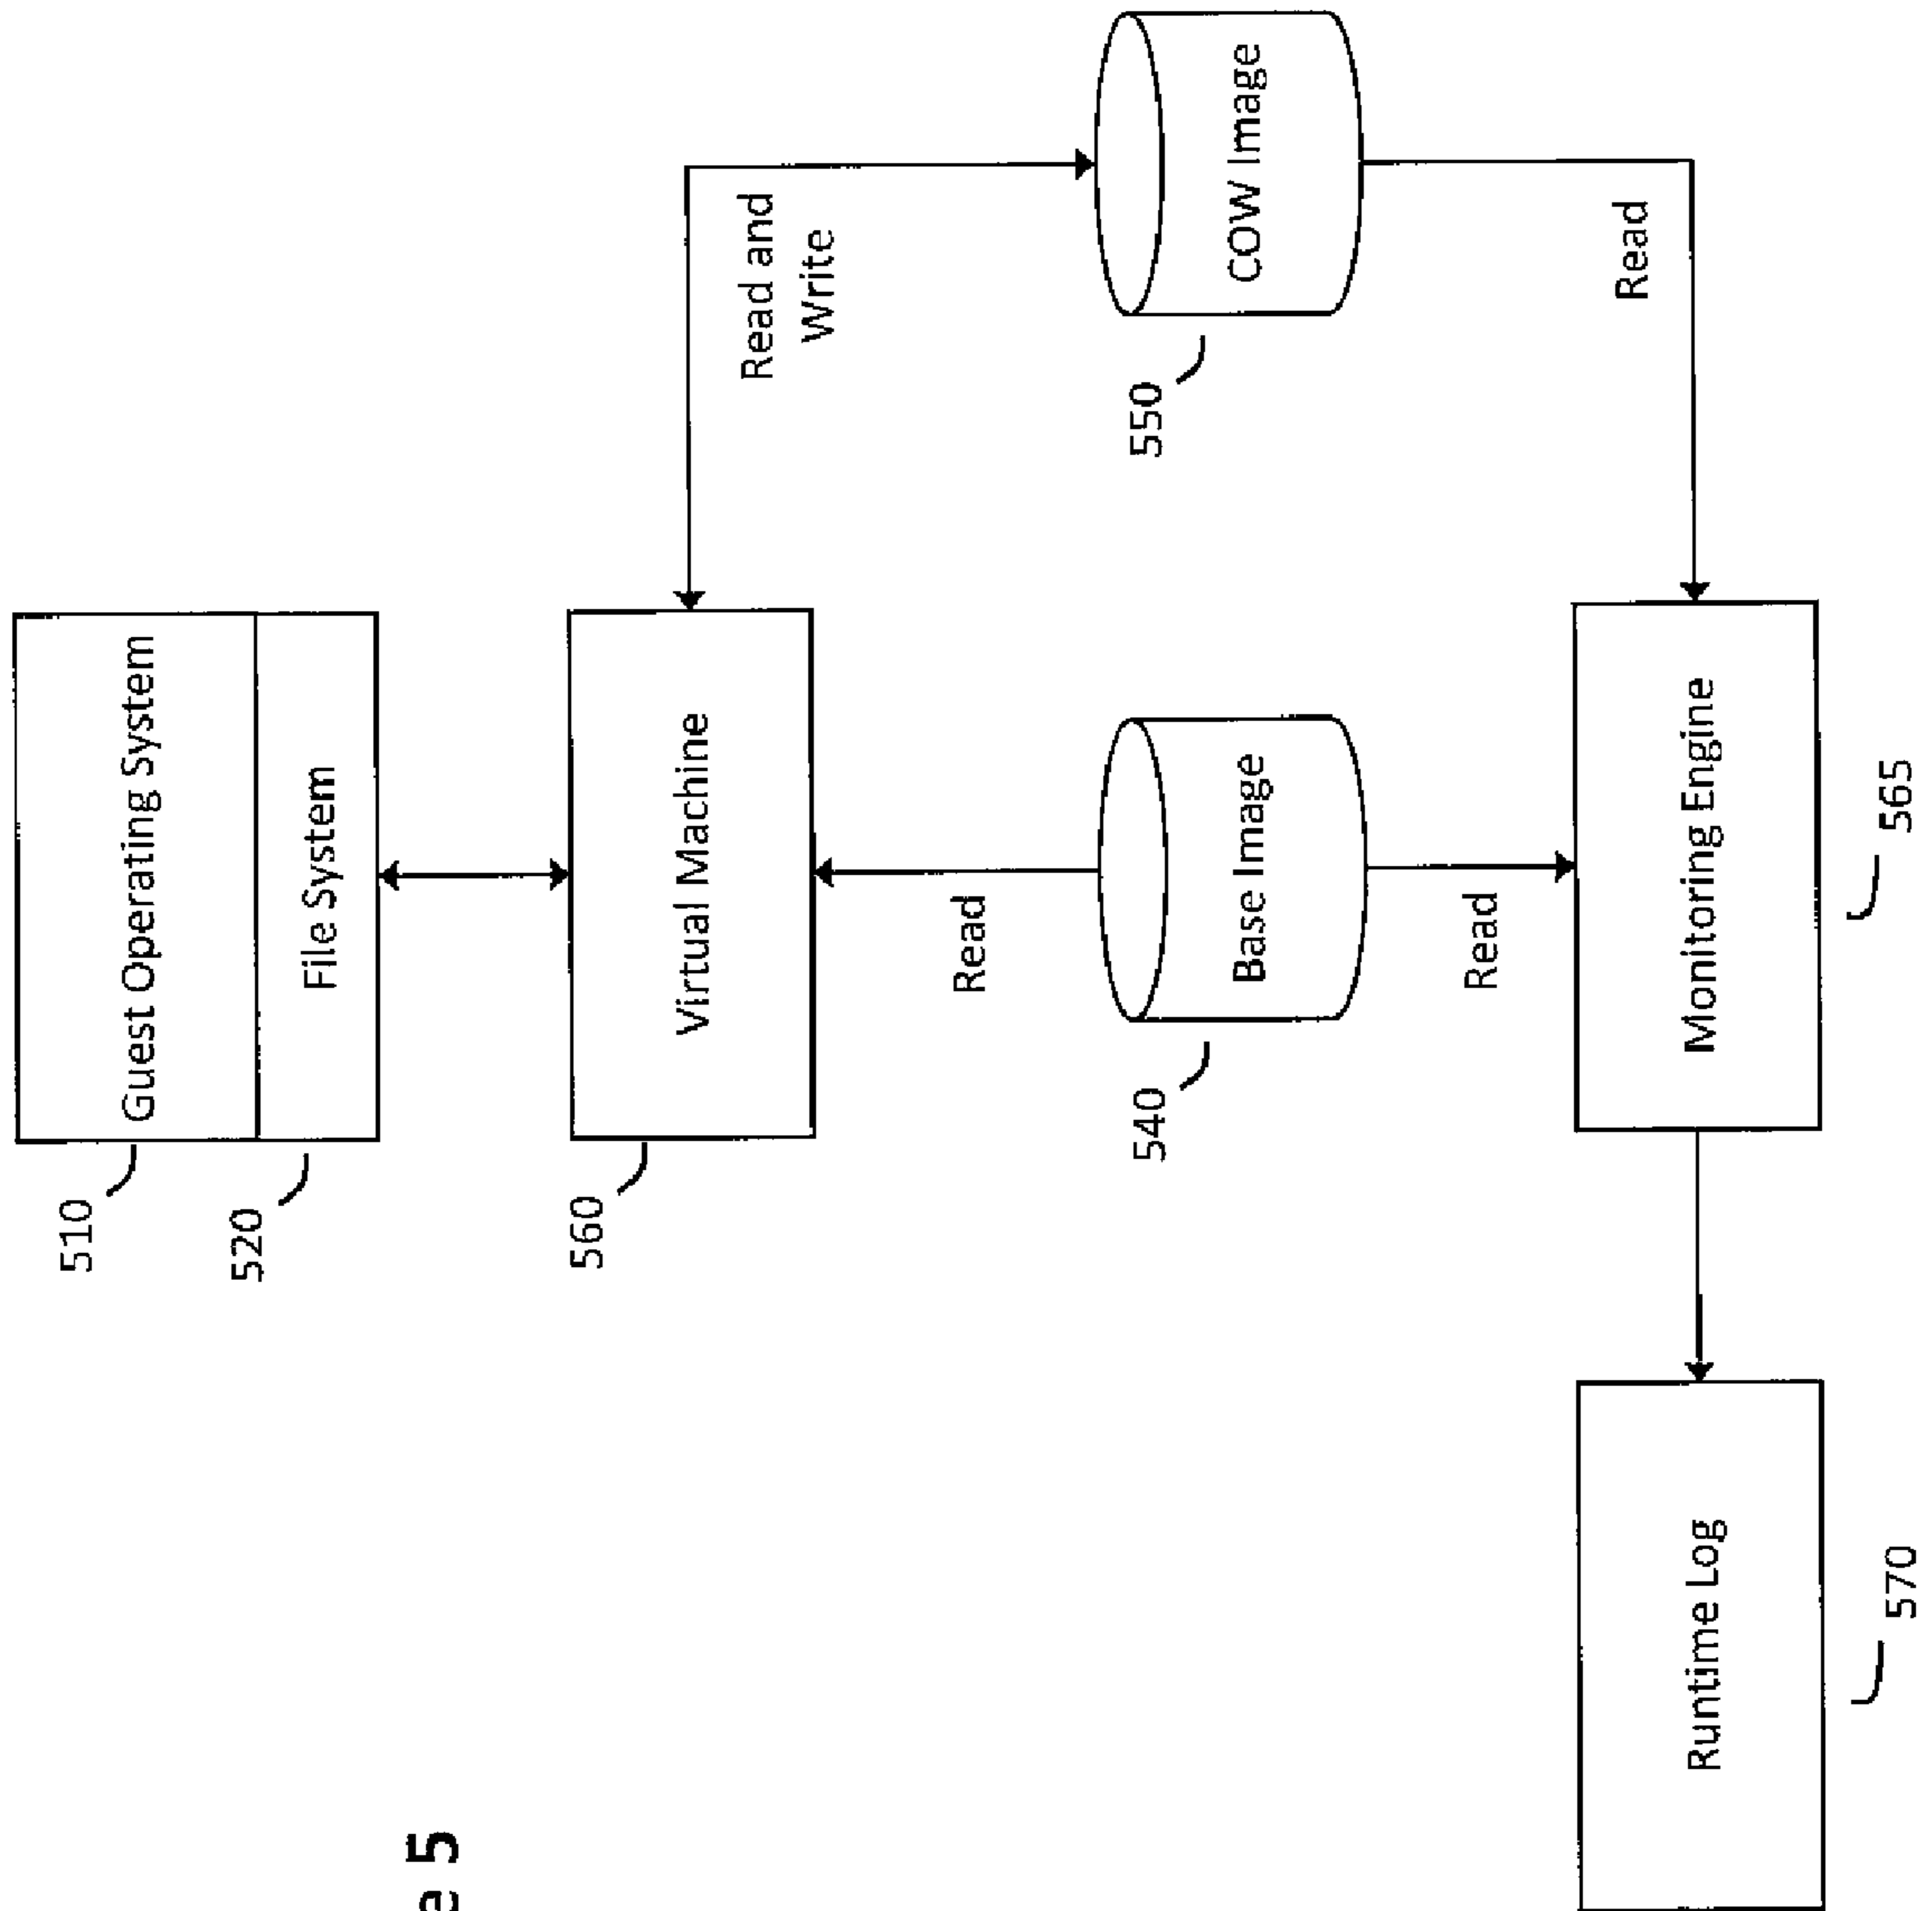 510
Guest Operating System
520
File System
e 5
560
Virtual Machine
Read and
Write
Read
540
Base Image
550
COW Image
Read
Read
Runtime Log
Monitoring Engine
570
565